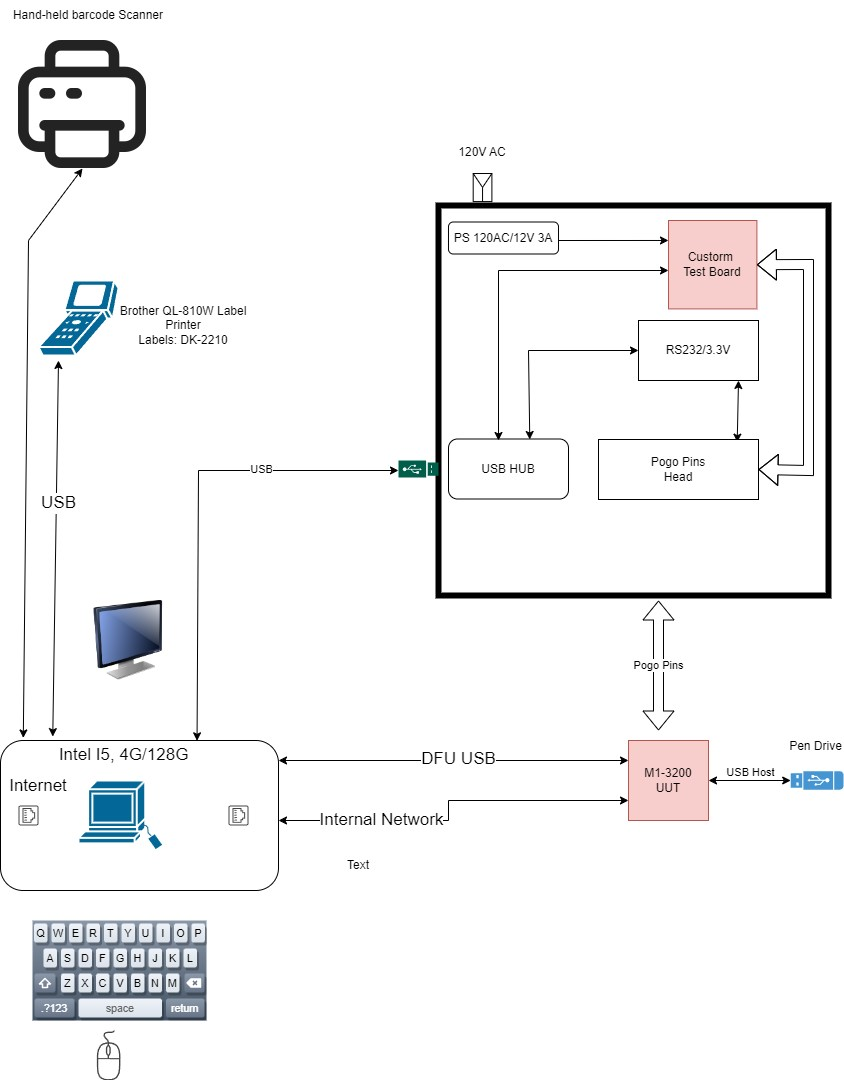 Hand-held barcode Scanner
120V AC
PS 120AC/12V 3A
Custorm
Test Board
Brother QL-810W Label
Printer
Labels: DK-2210
RS232/3.3V
USB HUB
Pogo Pins
Head
USB
USB
Pogo Pins
Intel I5, 4G/128G
Internet
DFU USB
Internal Network
M1-3200
UUT
USB Host
Pen Drive
Text
Q W E R T Y U I O P
A S D F G H J K L
Z X C V B N M
.?123 space return